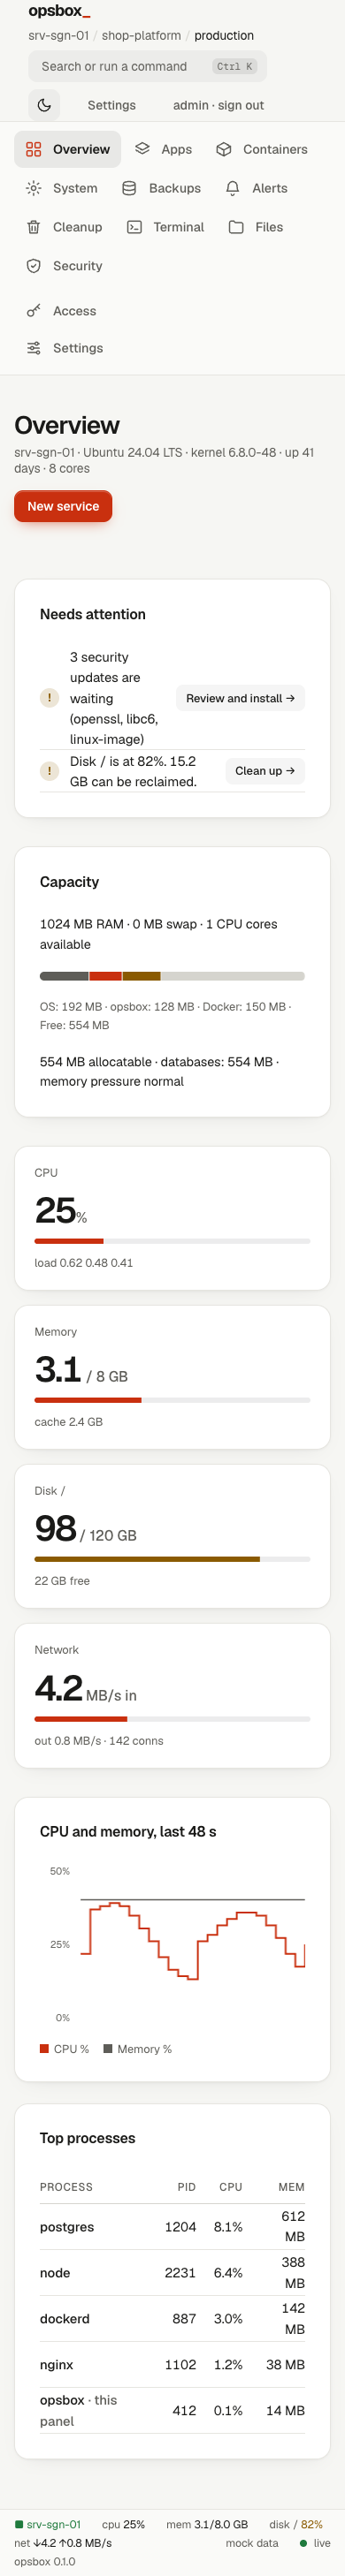 opsbox_
srv-sgn-01 / shop-platform / production
Search or run a command Ctrl K
Settings admin · sign out
Overview Apps Containers
System Backups Alerts
Cleanup Terminal Files
Security
Access
Settings
Overview
srv-sgn-01 · Ubuntu 24.04 LTS · kernel 6.8.0-48 · up 41
days · 8 cores
New service
Needs attention
3 security
updates are
waiting
(openssl, libc6,
linux-image)
! Review and install →
Disk / is at 82%. 15.2
GB can be reclaimed.
! Clean up →
Capacity
1024 MB RAM · 0 MB swap · 1 CPU cores
available
OS: 192 MB · opsbox: 128 MB · Docker: 150 MB ·
Free: 554 MB
554 MB allocatable · databases: 554 MB ·
memory pressure normal
CPU
25%
load 0.62 0.48 0.41
Memory
3.1 / 8 GB
cache 2.4 GB
Disk /
98 / 120 GB
22 GB free
Network
4.2 MB/s in
out 0.8 MB/s · 142 conns
CPU and memory, last 48 s
50%
25%
0%
CPU % Memory %
Top processes
PROCESS PID CPU MEM
postgres 1204 8.1% 612 MB
node 2231 6.4% 388 MB
dockerd 887 3.0% 142 MB
nginx 1102 1.2% 38 MB
opsbox · this panel 412 0.1% 14 MB
srv-sgn-01 cpu 25% mem 3.1/8.0 GB disk / 82%
net ↓4.2 ↑0.8 MB/s mock data live
opsbox 0.1.0